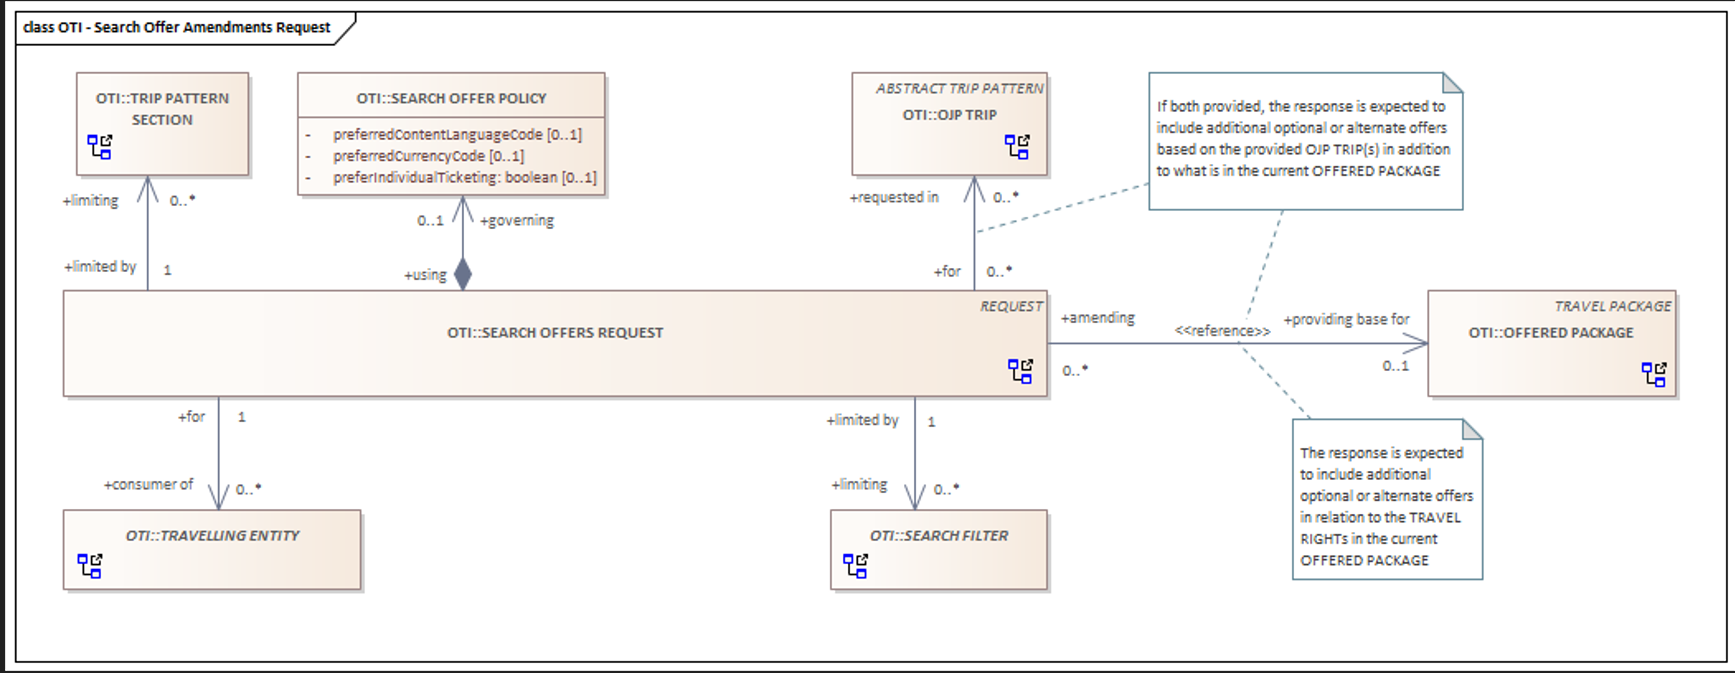 class OTI - Search Offer Amendments Request
OTI::TRIP PATTERN
SECTION
OTI::SEARCH OFFER POLICY
- preferredContentLanguageCode [0..1]
- preferredCurrencyCode [0..1]
- preferIndividualTicketing: boolean [0..1]
ABSTRACT TRIP PATTERN
OTI::OJP TRIP
If both provided, the response is expected to
include additional optional or alternate offers
based on the provided OJP TRIP(s) in addition
to what is in the current OFFERED PACKAGE
+limiting 0..*
0..1 +governing
+requested in 0..*
+limited by 1
+using
+for 0..*
REQUEST
OTI::SEARCH OFFERS REQUEST
+amending
<<reference>>
+providing base for
0..*
0..1
TRAVEL PACKAGE
OTI::OFFERED PACKAGE
+for 1
+limited by 1
+consumer of 0..*
+limiting 0..*
OTI::TRAVELLING ENTITY
OTI::SEARCH FILTER
The response is expected
to include additional
optional or alternate offers
in relation to the TRAVEL
RIGHTs in the current
OFFERED PACKAGE